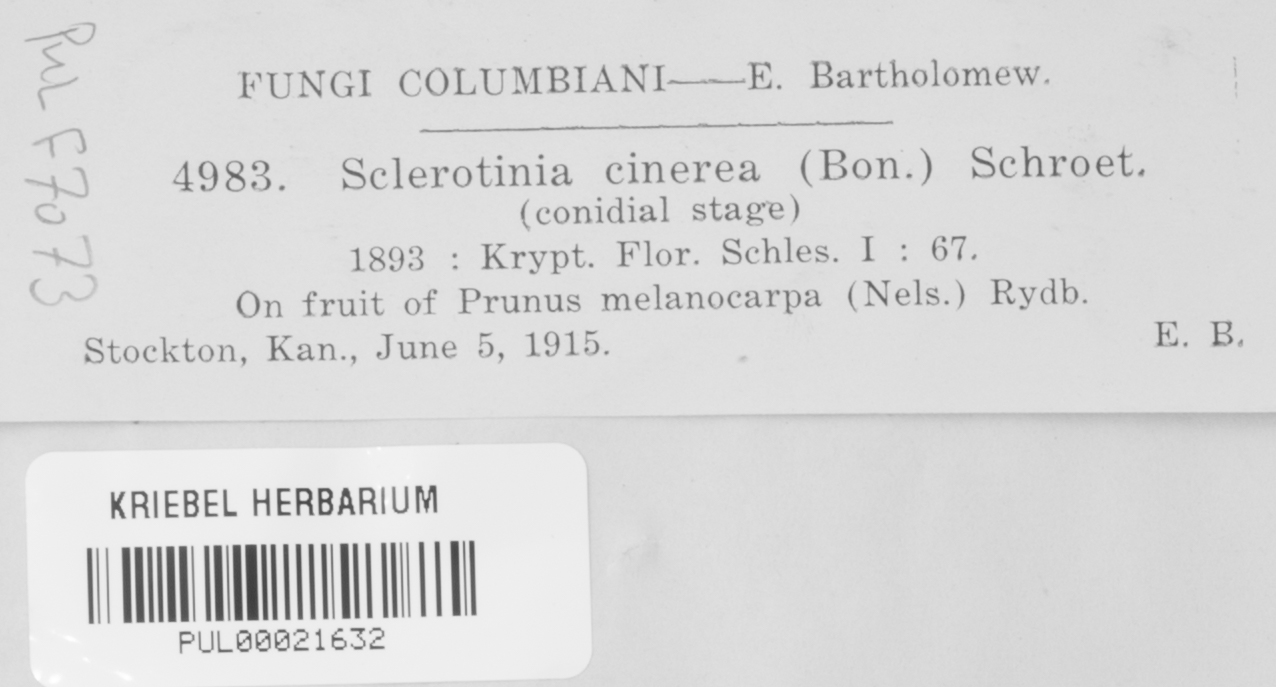 PUL F7073
FUNGI COLUMBIANI——E. Bartholomew.
4983. Sclerotinia cinerea (Bon.) Schroet.
(conidial stage)
1893 : Krypt. Flor. Schles. I : 67.
On fruit of Prunus melanocarpa (Nels.) Rydb.
Stockton, Kan., June 5, 1915. E. B.
KRIEBEL HERBARIUM
PUL00021632